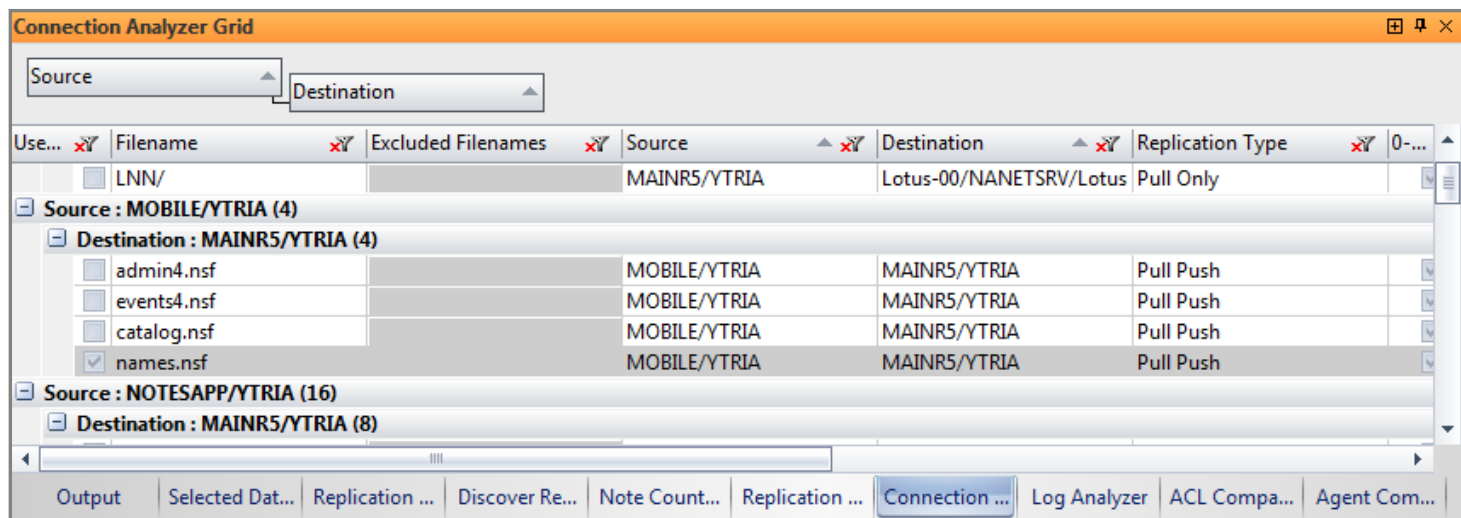 Connection Analyzer Grid
Source
Destination
Use... Filename Excluded Filenames Source Destination Replication Type 0-...
LNN/ MAINR5/YTRIA Lotus-00/NANETSRV/Lotus Pull Only
Source : MOBILE/YTRIA (4)
Destination : MAINR5/YTRIA (4)
admin4.nsf MOBILE/YTRIA MAINR5/YTRIA Pull Push
events4.nsf MOBILE/YTRIA MAINR5/YTRIA Pull Push
catalog.nsf MOBILE/YTRIA MAINR5/YTRIA Pull Push
names.nsf MOBILE/YTRIA MAINR5/YTRIA Pull Push
Source : NOTESAPP/YTRIA (16)
Destination : MAINR5/YTRIA (8)
Output Selected Dat... Replication ... Discover Re... Note Count... Replication ... Connection ... Log Analyzer ACL Compa... Agent Com...